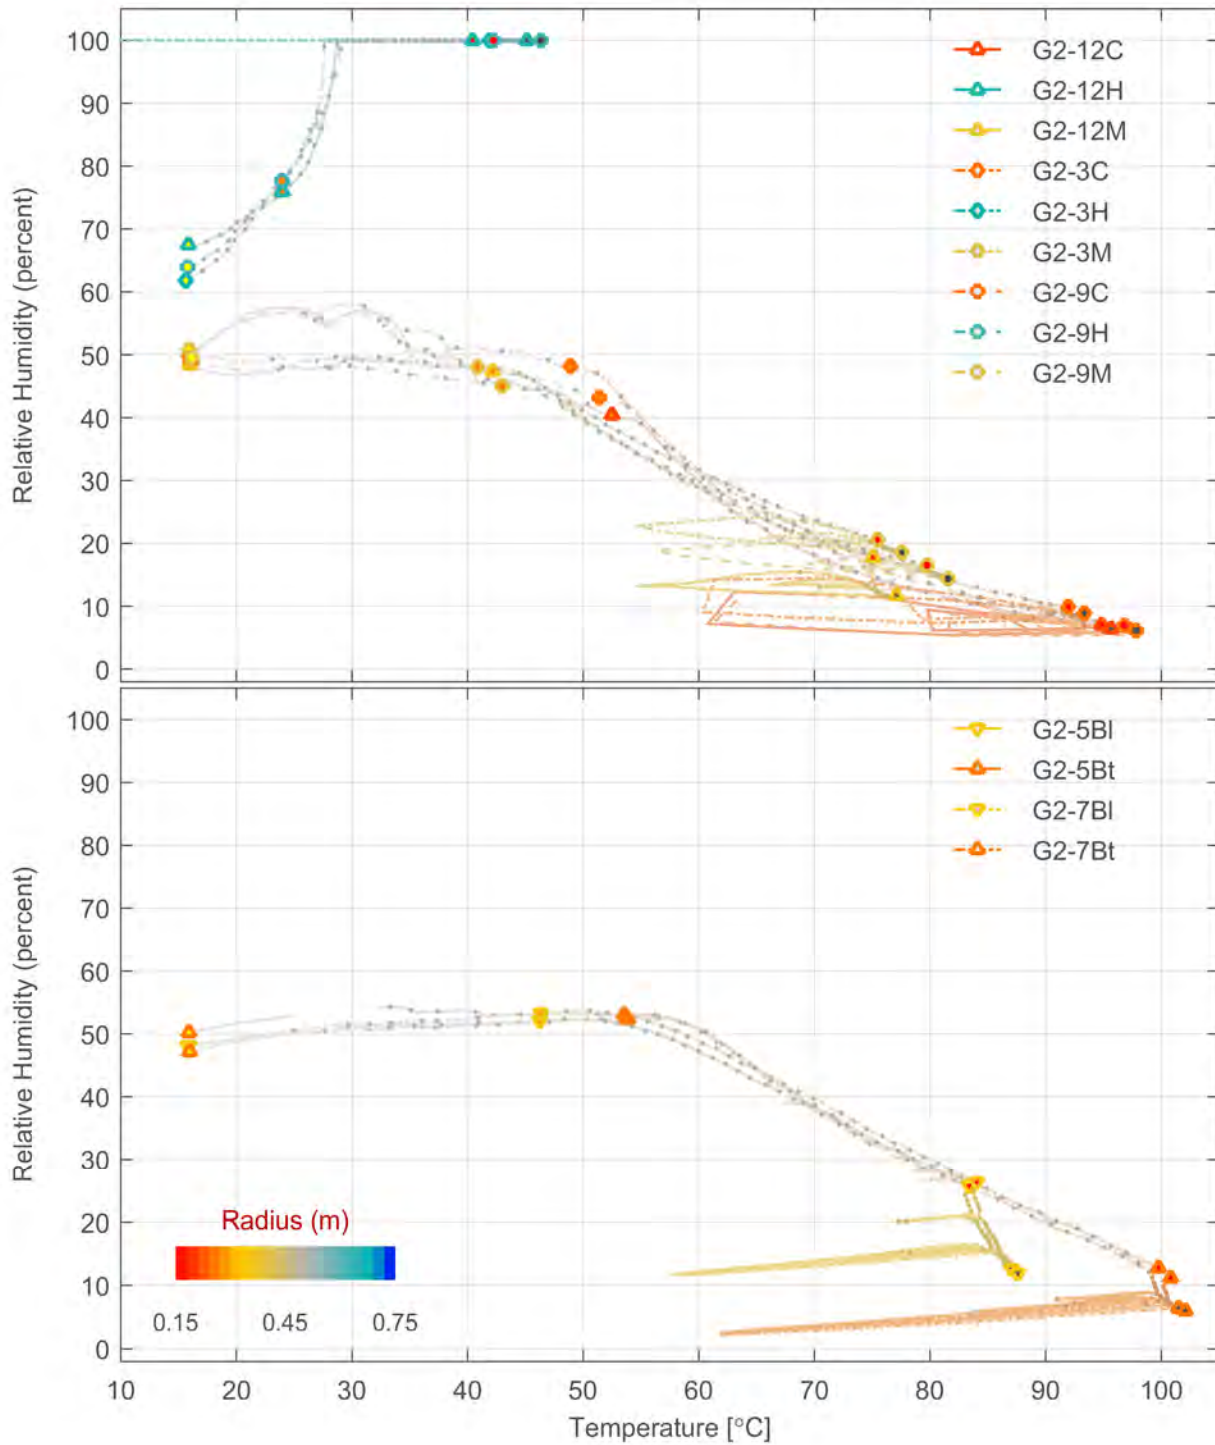 Relative Humidity (percent)
100
90
80
70
60
50
40
30
20
10
0
G2-12C
G2-12H
G2-12M
G2-3C
G2-3H
G2-3M
G2-9C
G2-9H
G2-9M
Relative Humidity (percent)
100
90
80
70
60
50
40
30
20
10
0
G2-5Bl
G2-5Bt
G2-7Bl
G2-7Bt
Radius (m)
0.15 0.45 0.75
10 20 30 40 50 60 70 80 90 100
Temperature [°C]